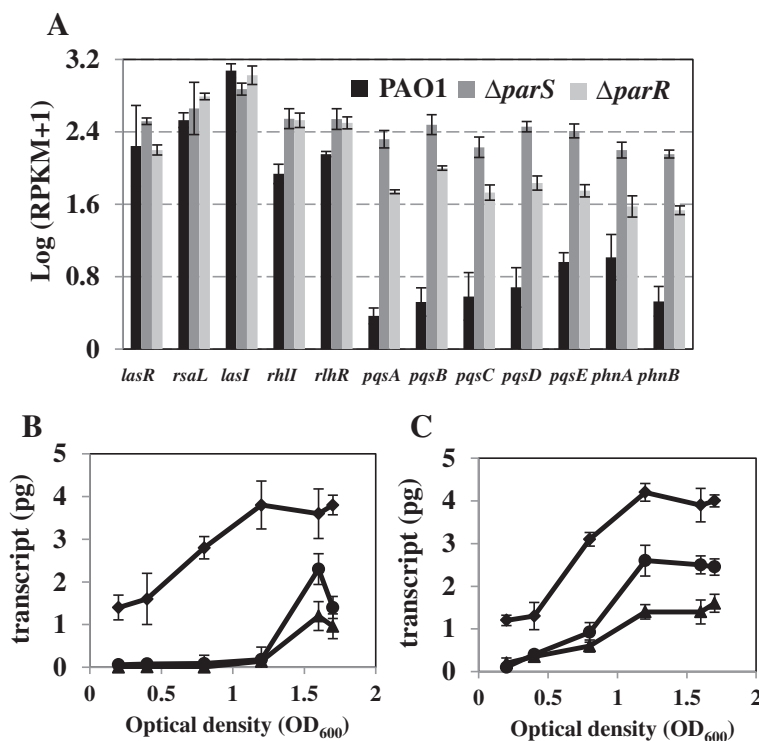 A
3.2
PAO1 ΔparS ΔparR
2.4
1.6
0.8
0
Log (RPKM+1)
lasR rsaL lasI rhlI rlhR pqsA pqsB pqsC pqsD pqsE phnA phnB
B
5
4
3
2
1
0
transcript (pg)
0 0.5 1 1.5 2
Optical density (OD600)
C
5
4
3
2
1
0
transcript (pg)
0 0.5 1 1.5 2
Optical density (OD600)